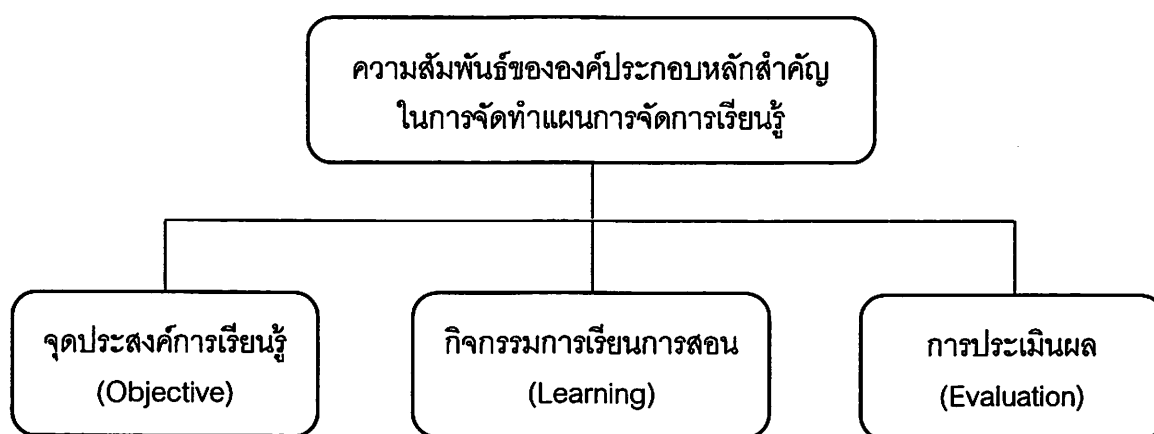 ความสัมพันธ์ขององค์ประกอบหลักสำคัญ
ในการจัดทำแผนการจัดการเรียนรู้
จุดประสงค์การเรียนรู้
(Objective)
กิจกรรมการเรียนการสอน
(Learning)
การประเมินผล
(Evaluation)